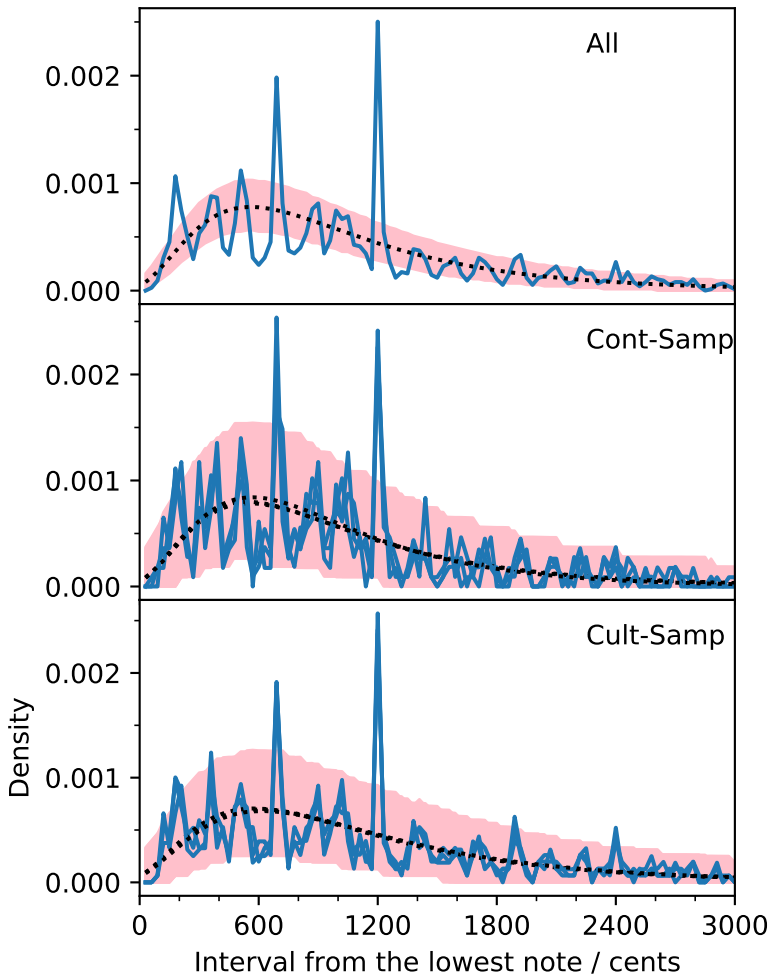 All
0.002
0.001
0.000
Cont-Samp
0.002
0.001
0.000
Cult-Samp
0.002
0.001
0.000
Density
0 600 1200 1800 2400 3000
Interval from the lowest note / cents